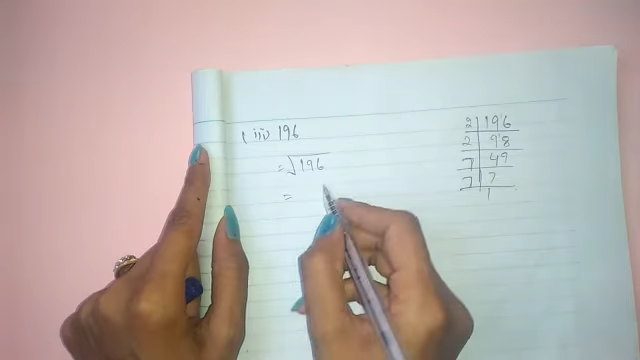 (iii) 196
= √196
=
2 | 196
2 | 98
7 | 49
7 | 7
1